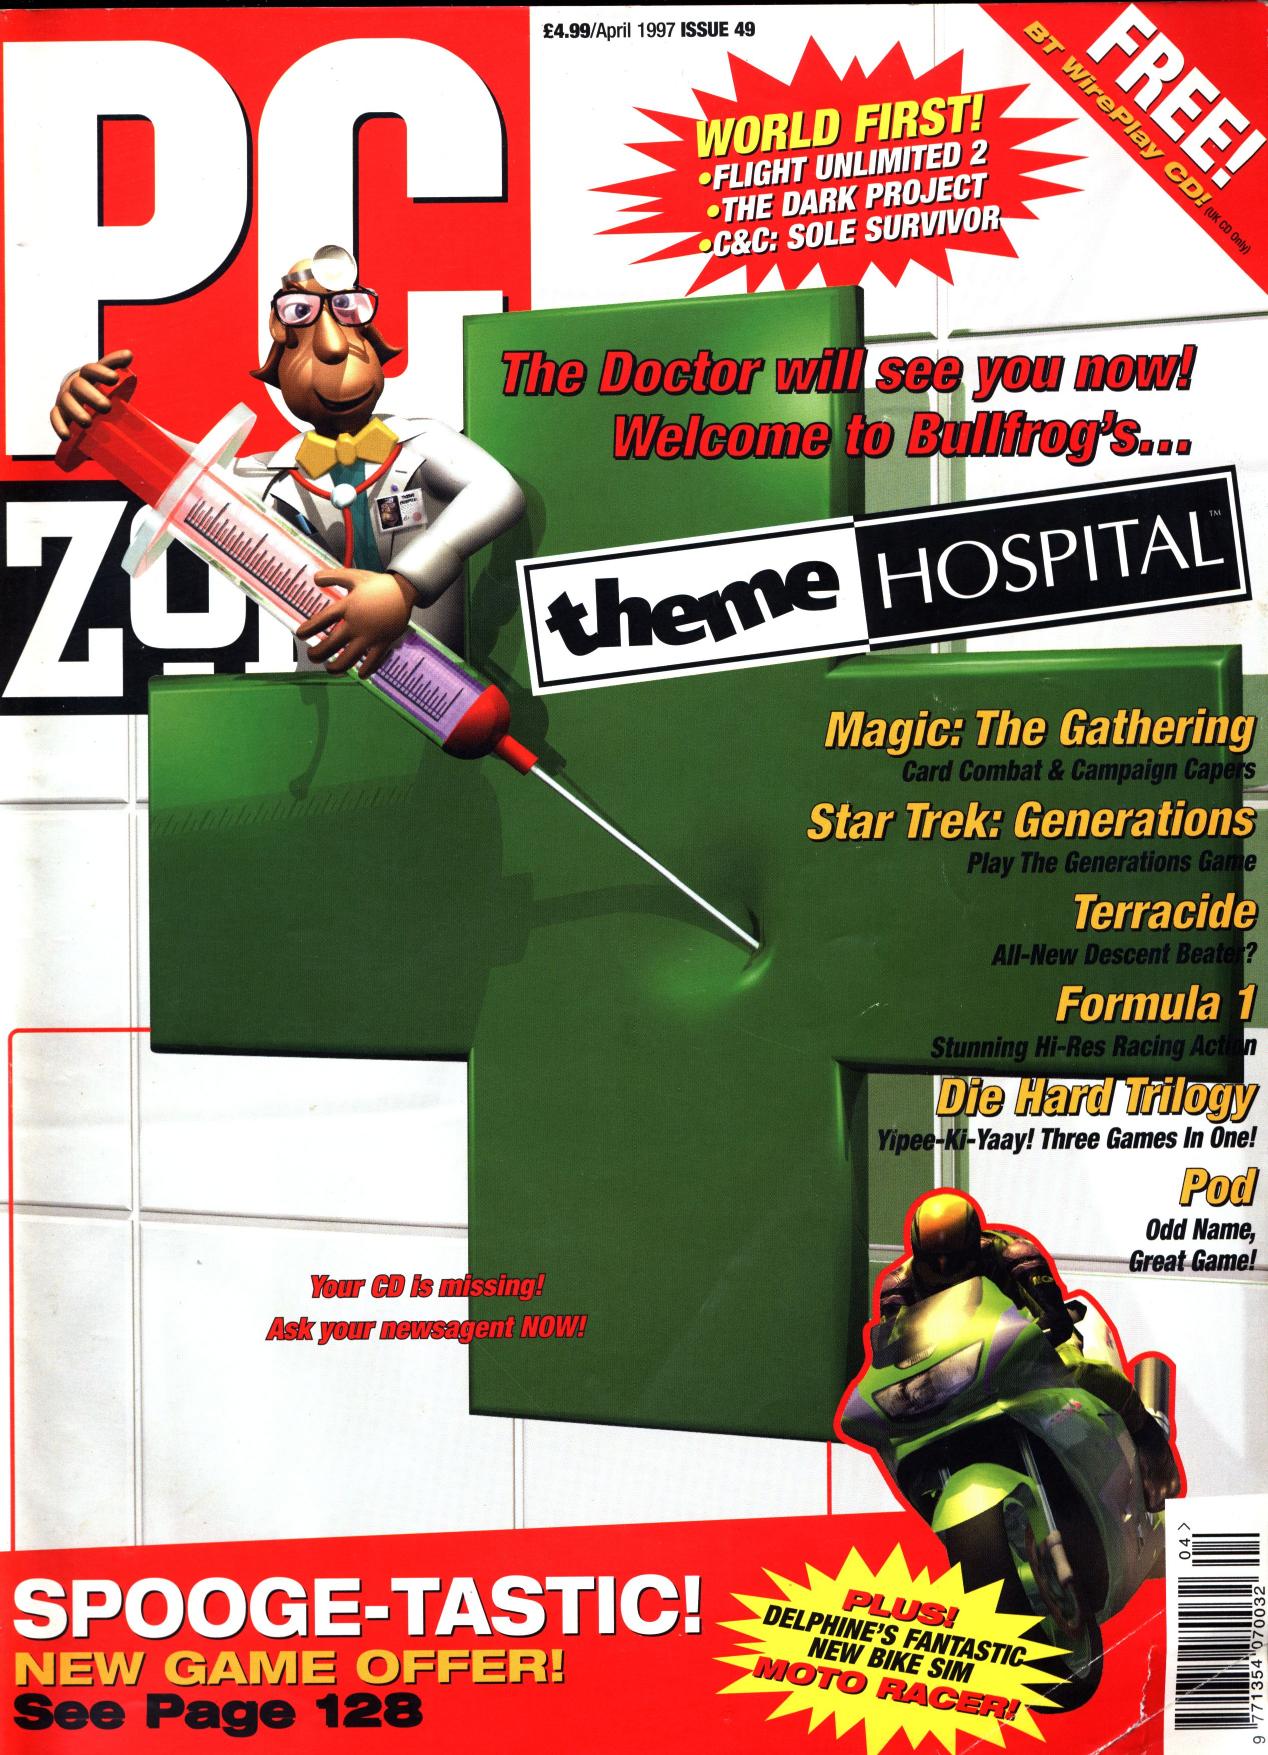 £4.99/April 1997 ISSUE 49
PC
FREE!
BT WirePlay CD!
(UK CD Only)
WORLD FIRST!
•FLIGHT UNLIMITED 2
•THE DARK PROJECT
•C&C: SOLE SURVIVOR
The Doctor will see you now!
Welcome to Bullfrog's...
theme HOSPITAL™
Magic: The Gathering
Card Combat & Campaign Capers
Star Trek: Generations
Play The Generations Game
Terracide
All-New Descent Beater?
Formula 1
Stunning Hi-Res Racing Action
Die Hard Trilogy
Yipee-Ki-Yaay! Three Games In One!
Pod
Odd Name,
Great Game!
Your CD is missing!
Ask your newsagent NOW!
SPOOGE-TASTIC!
NEW GAME OFFER!
See Page 128
PLUS!
DELPHINE'S FANTASTIC
NEW BIKE SIM
MOTO RACER!
04>
9 771354 070032